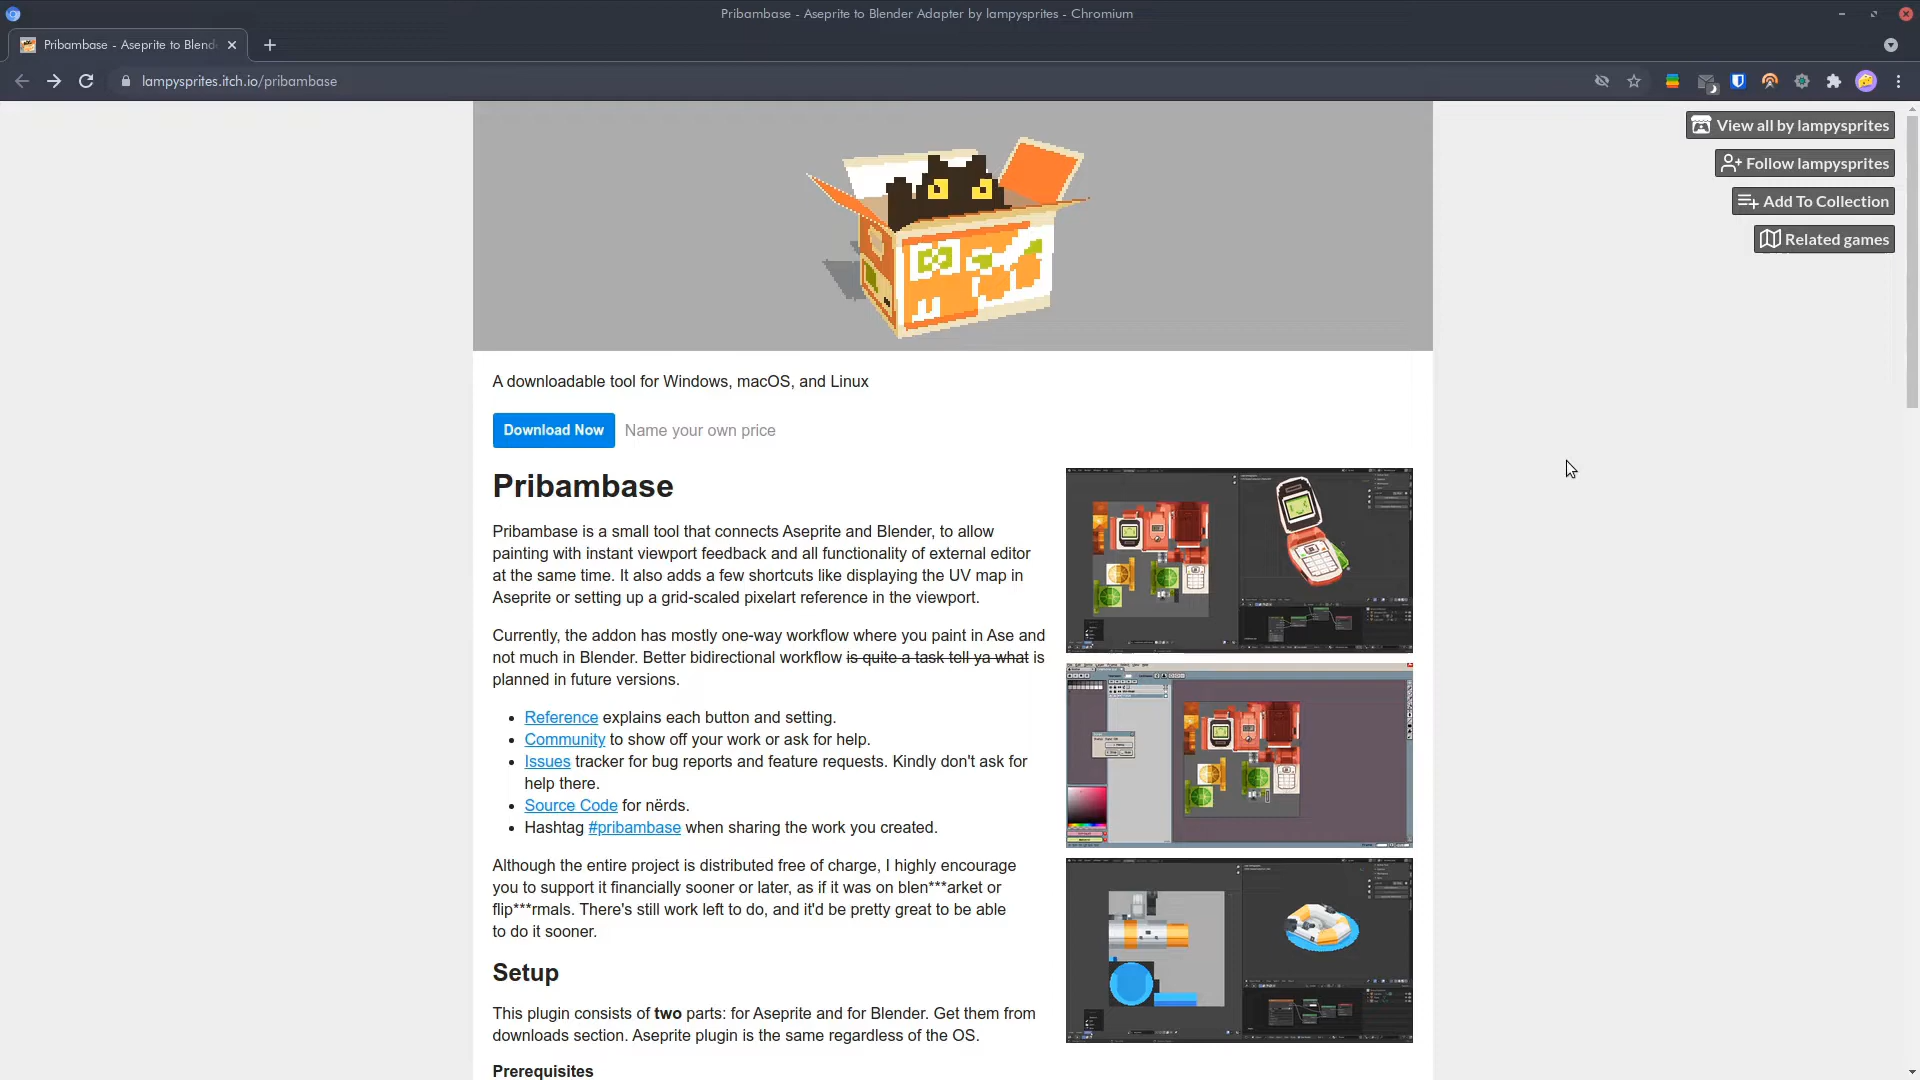 Pribambase - Aseprite to Blender Adapter by lampysprites - Chromium
Pribambase - Aseprite to Blend
lampysprites.itch.io/pribambase
View all by lampysprites
Follow lampysprites
Add To Collection
Related games
A downloadable tool for Windows, macOS, and Linux
Download Now Name your own price
Pribambase
Pribambase is a small tool that connects Aseprite and Blender, to allow
painting with instant viewport feedback and all functionality of external editor
at the same time. It also adds a few shortcuts like displaying the UV map in
Aseprite or setting up a grid-scaled pixelart reference in the viewport.
Currently, the addon has mostly one-way workflow where you paint in Ase and
not much in Blender. Better bidirectional workflow is quite a task tell ya what is
planned in future versions.
• Reference explains each button and setting.
• Community to show off your work or ask for help.
• Issues tracker for bug reports and feature requests. Kindly don't ask for
help there.
• Source Code for nërds.
• Hashtag #pribambase when sharing the work you created.
Although the entire project is distributed free of charge, I highly encourage
you to support it financially sooner or later, as if it was on blen***arket or
flip***rmals. There's still work left to do, and it'd be pretty great to be able
to do it sooner.
Setup
This plugin consists of two parts: for Aseprite and for Blender. Get them from
downloads section. Aseprite plugin is the same regardless of the OS.
Prerequisites